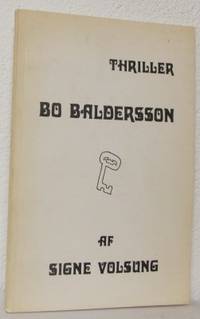 THRILLER
BO BALDERSSON
AF
SIGNE VOLSUNG